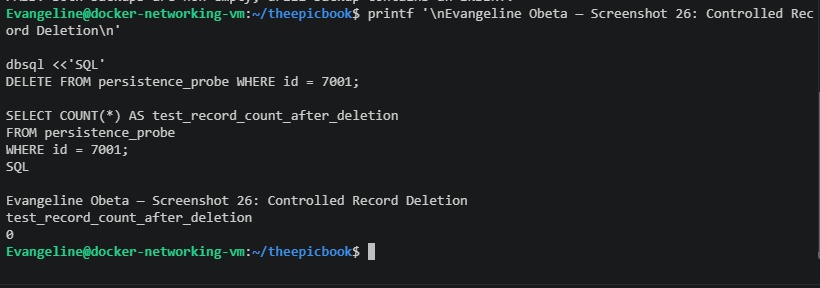 Evangeline@docker-networking-vm:~/theepicbook$ printf '\nEvangeline Obeta — Screenshot 26: Controlled Rec
ord Deletion\n'
dbsql <<'SQL'
DELETE FROM persistence_probe WHERE id = 7001;
SELECT COUNT(*) AS test_record_count_after_deletion
FROM persistence_probe
WHERE id = 7001;
SQL
Evangeline Obeta — Screenshot 26: Controlled Record Deletion
test_record_count_after_deletion
0
Evangeline@docker-networking-vm:~/theepicbook$